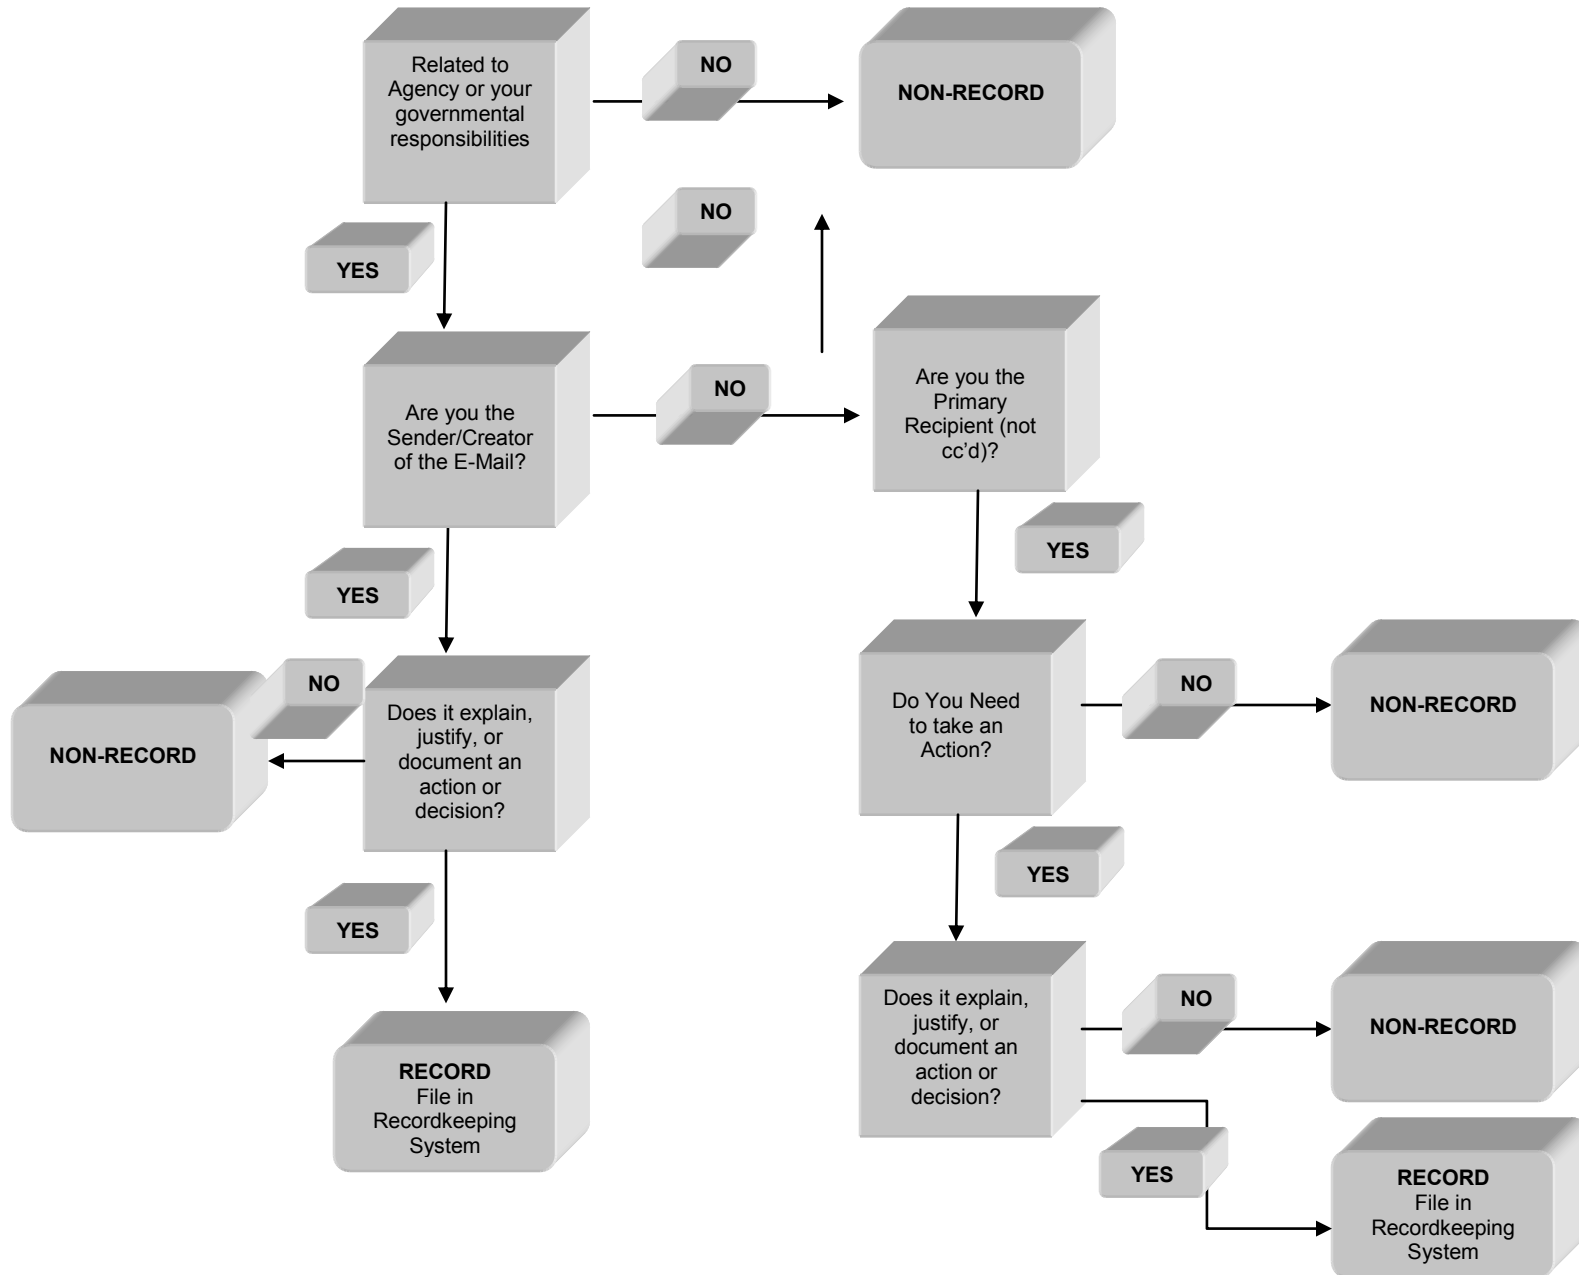 Related to
Agency or your
governmental
responsibilities
NO
NON-RECORD
NO
YES
Are you the
Sender/Creator
of the E-Mail?
NO
Are you the
Primary
Recipient (not
cc’d)?
YES
YES
Does it explain,
justify, or
document an
action or
decision?
NO
NON-RECORD
Do You Need
to take an
Action?
NO
NON-RECORD
YES
YES
RECORD
File in
Recordkeeping
System
Does it explain,
justify, or
document an
action or
decision?
NO
NON-RECORD
YES
RECORD
File in
Recordkeeping
System